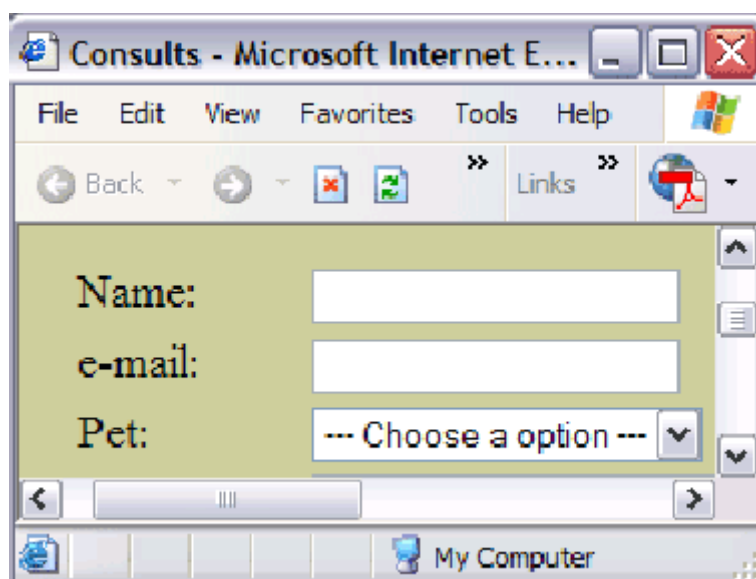 Consults - Microsoft Internet E...
File Edit View Favorites Tools Help
Back » Links »
Name:
e-mail:
Pet: --- Choose a option ---
My Computer